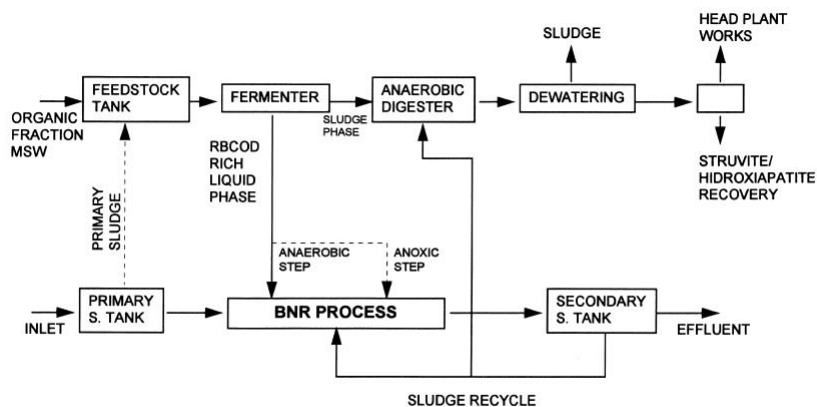 HEAD PLANT
WORKS
SLUDGE
FEEDSTOCK
TANK
FERMENTER
ANAEROBIC
DIGESTER
DEWATERING
ORGANIC
FRACTION
MSW
SLUDGE
PHASE
RBCOD
RICH
LIQUID
PHASE
STRUVITE/
HIDROXIAPATITE
RECOVERY
PRIMARY
SLUDGE
ANAEROBIC
STEP
ANOXIC
STEP
PRIMARY
S. TANK
BNR PROCESS
SECONDARY
S. TANK
INLET
EFFLUENT
SLUDGE RECYCLE